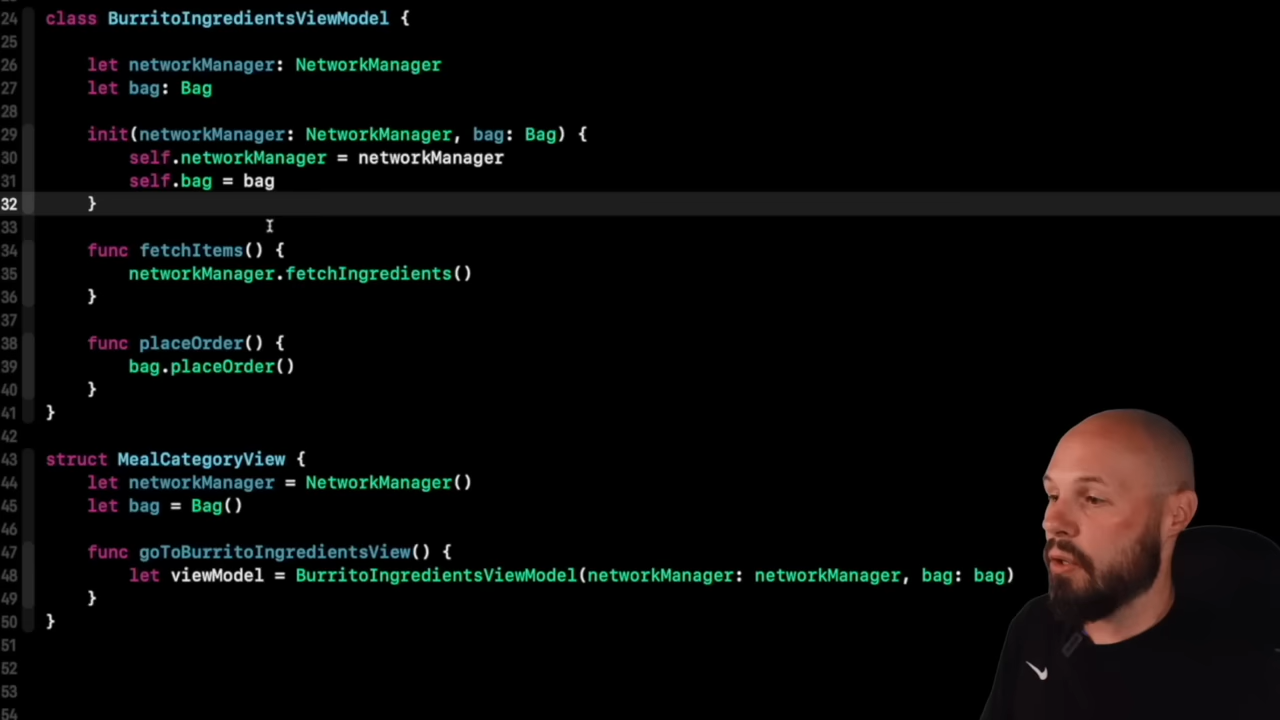 24 class BurritoIngredientsViewModel {
25
26 let networkManager: NetworkManager
27 let bag: Bag
28
29 init(networkManager: NetworkManager, bag: Bag) {
30 self.networkManager = networkManager
31 self.bag = bag
32 }
33
34 func fetchItems() {
35 networkManager.fetchIngredients()
36 }
37
38 func placeOrder() {
39 bag.placeOrder()
40 }
41 }
42
43 struct MealCategoryView {
44 let networkManager = NetworkManager()
45 let bag = Bag()
46
47 func goToBurritoIngredientsView() {
48 let viewModel = BurritoIngredientsViewModel(networkManager: networkManager, bag: bag)
49 }
50 }
51
52
53
54